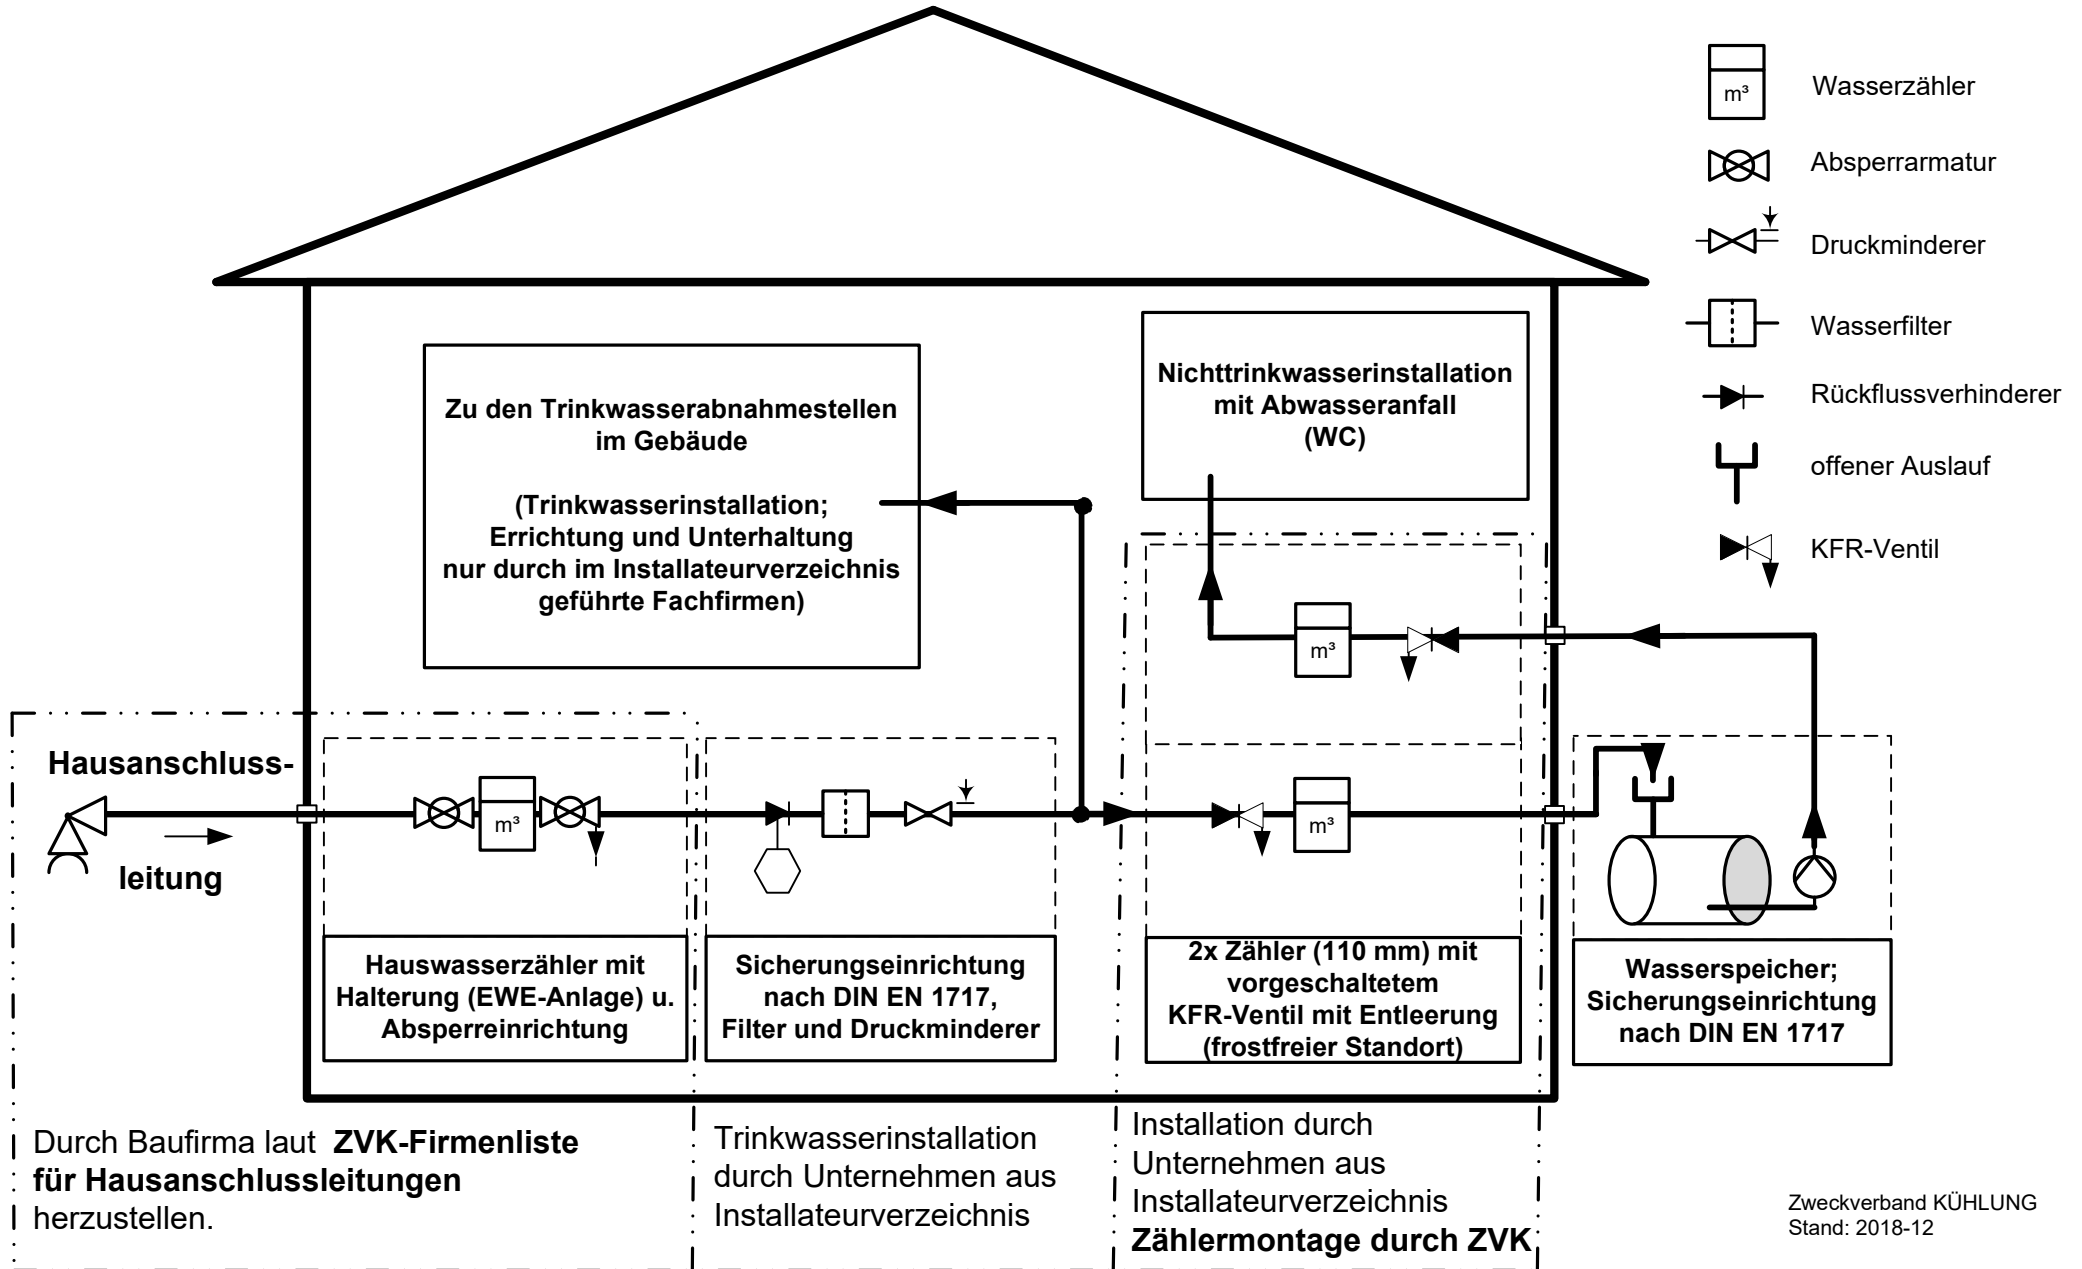 m³
Wasserzähler
Absperrarmatur
Druckminderer
Wasserfilter
Rückflussverhinderer
offener Auslauf
KFR-Ventil
Zu den Trinkwasserabnahmestellen
im Gebäude
(Trinkwasserinstallation;
Errichtung und Unterhaltung
nur durch im Installateurverzeichnis
geführte Fachfirmen)
Nichttrinkwasserinstallation
mit Abwasseranfall
(WC)
m³
Hausanschluss-
leitung
m³
m³
Hauswasserzähler mit
Halterung (EWE-Anlage) u.
Absperreinrichtung
Sicherungseinrichtung
nach DIN EN 1717,
Filter und Druckminderer
2x Zähler (110 mm) mit
vorgeschaltetem
KFR-Ventil mit Entleerung
(frostfreier Standort)
Wasserspeicher;
Sicherungseinrichtung
nach DIN EN 1717
Durch Baufirma laut ZVK-Firmenliste
für Hausanschlussleitungen
herzustellen.
Trinkwasserinstallation
durch Unternehmen aus
Installateurverzeichnis
Installation durch
Unternehmen aus
Installateurverzeichnis
Zählermontage durch ZVK
Zweckverband KÜHLUNG
Stand: 2018-12